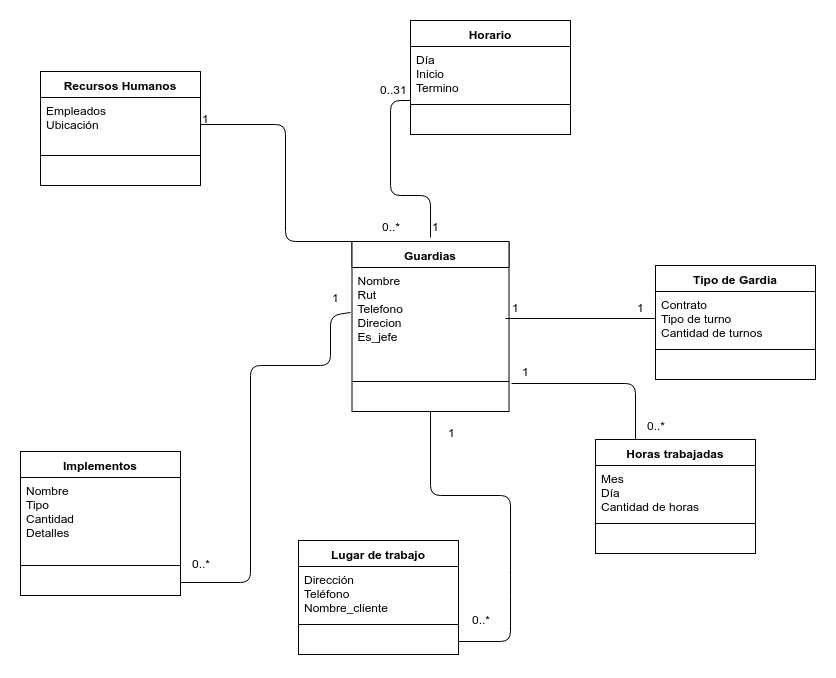 Horario
Día
Inicio
Termino
0..31
Recursos Humanos
Empleados
Ubicación
1
0..*
1
Guardias
Nombre
Rut
Telefono
Direcion
Es_jefe
1
1
1
Tipo de Gardia
Contrato
Tipo de turno
Cantidad de turnos
1
0..*
Horas trabajadas
Mes
Día
Cantidad de horas
1
Implementos
Nombre
Tipo
Cantidad
Detalles
0..*
Lugar de trabajo
Dirección
Teléfono
Nombre_cliente
0..*